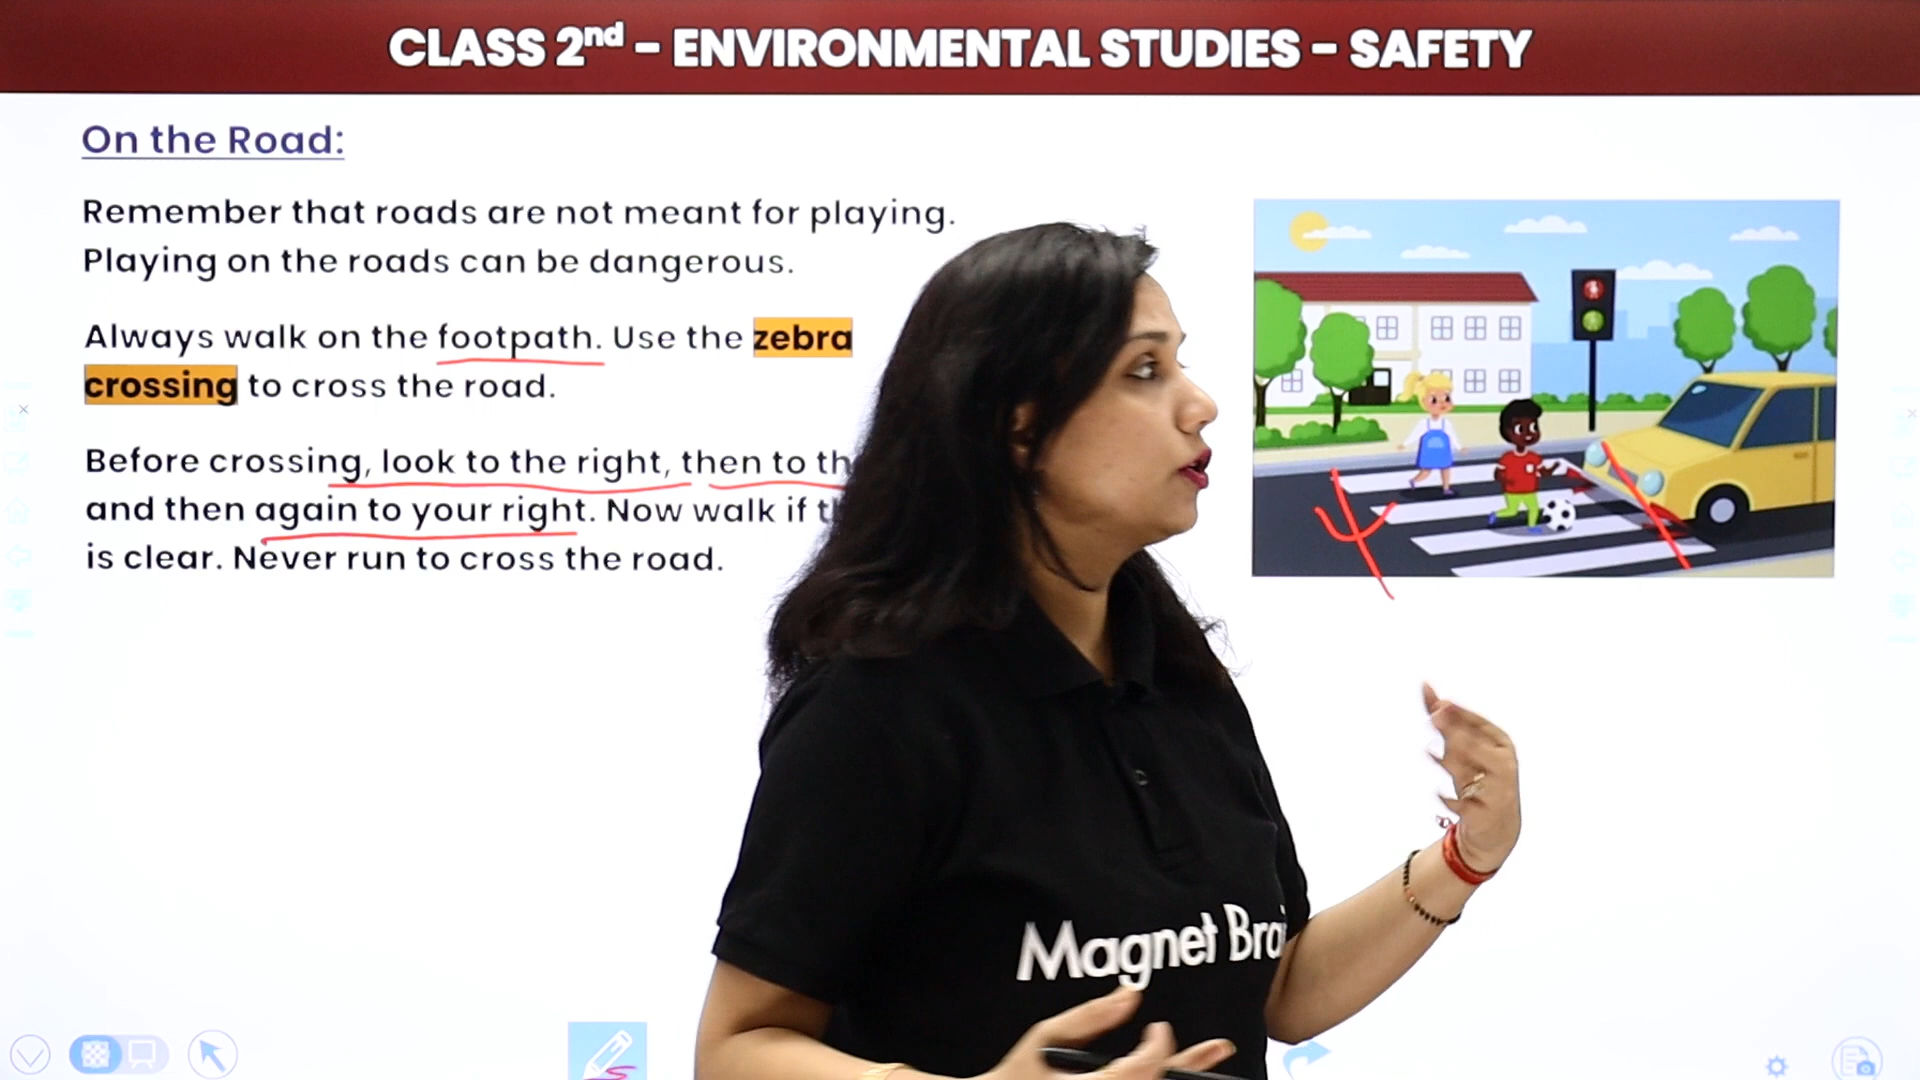 CLASS 2nd – ENVIRONMENTAL STUDIES – SAFETY
On the Road:
Remember that roads are not meant for playing.
Playing on the roads can be dangerous.
Always walk on the footpath. Use the zebra
crossing to cross the road.
Before crossing, look to the right, then to
and then again to your right. Now walk if
is clear. Never run to cross the road.
Magnet